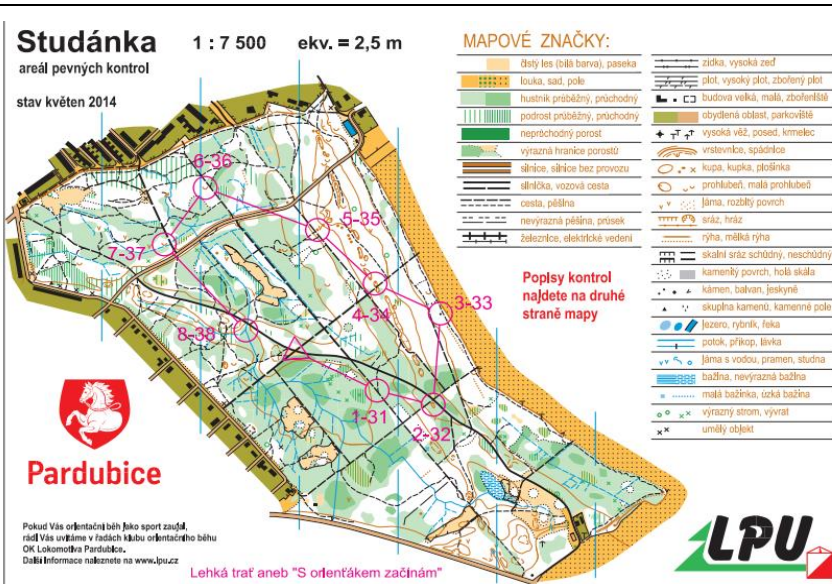 Studánka 1 : 7 500 ekv. = 2,5 m
areál pevných kontrol
stav květen 2014
6-36
5-35
7-37
4-34
3-33
8-38
1-31
2-32
MAPOVÉ ZNAČKY:
čistý les (bílá barva), paseka
louka, sad, pole
hustník průběžný, průchodný
podrost průběžný, průchodný
neprůchodný porost
výrazná hranice porostů
silnice, silnice bez provozu
silnička, vozová cesta
cesta, pěšina
nevýrazná pěšina, průsek
železnice, elektrické vedení
zídka, vysoká zeď
plot, vysoký plot, zbořený plot
budova velká, malá, zbořeniště
obydlená oblast, parkoviště
vysoká věž, posed, krmelec
vrstevnice, spádnice
kupa, kupka, plošinka
prohlubeň, malá prohlubeň
jáma, rozbitý povrch
sráz, hráz
rýha, mělká rýha
skalní sráz schůdný, neschůdný
kamenitý povrch, holá skála
kámen, balvan, jeskyně
skupina kamenů, kamenné pole
jezero, rybník, řeka
potok, příkop, lávka
jáma s vodou, pramen, studna
bažina, nevýrazná bažina
malá bažinka, úzká bažina
výrazný strom, vývrat
umělý objekt
Popisy kontrol
najdete na druhé
straně mapy
Pardubice
Pokud Vás orientační běh jako sport zaujal,
rádi Vás uvítáme v řadách klubu orientačního běhu
OK Lokomotiva Pardubice.
Další informace naleznete na www.lpu.cz
Lehká trať aneb "S orienťákem začínám"
LPU